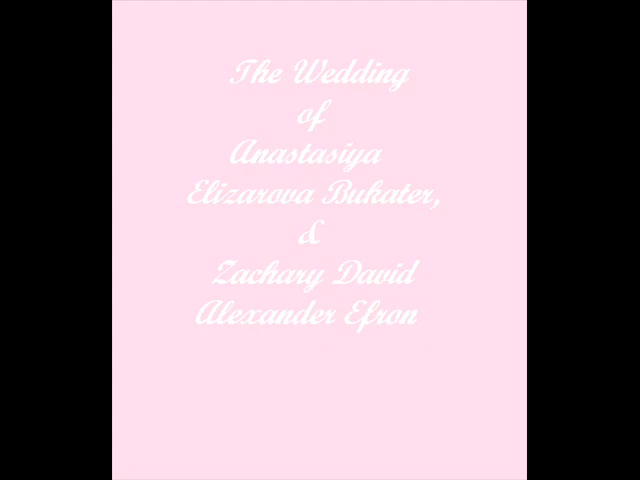 The Wedding
of
Anastasiya
Elizarova Bukater,
&
Zachary David
Alexander Efron